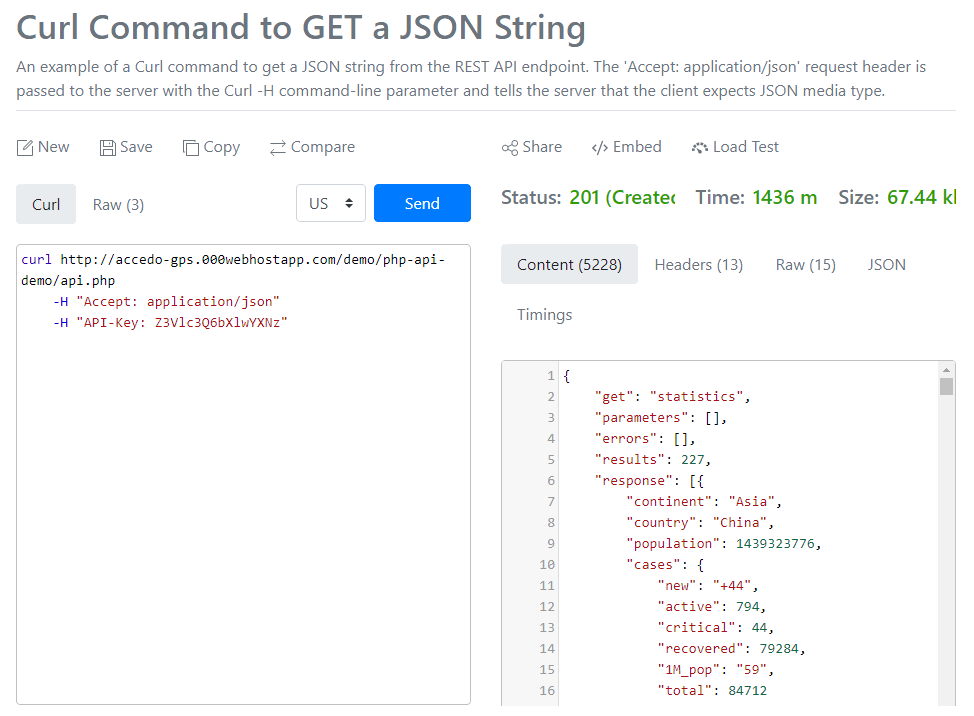 Curl Command to GET a JSON String
An example of a Curl command to get a JSON string from the REST API endpoint. The 'Accept: application/json' request header is
passed to the server with the Curl -H command-line parameter and tells the server that the client expects JSON media type.
New Save Copy Compare
Curl Raw (3) US Send
curl http://accedo-gps.000webhostapp.com/demo/php-api-
demo/api.php
-H "Accept: application/json"
-H "API-Key: Z3Vlc3Q6bXlwYXNz"
Share Embed Load Test
Status: 201 (Created Time: 1436 m Size: 67.44 kl
Content (5228) Headers (13) Raw (15) JSON
Timings
1 {
2 "get": "statistics",
3 "parameters": [],
4 "errors": [],
5 "results": 227,
6 "response": [{
7 "continent": "Asia",
8 "country": "China",
9 "population": 1439323776,
10 "cases": {
11 "new": "+44",
12 "active": 794,
13 "critical": 44,
14 "recovered": 79284,
15 "1M_pop": "59",
16 "total": 84712